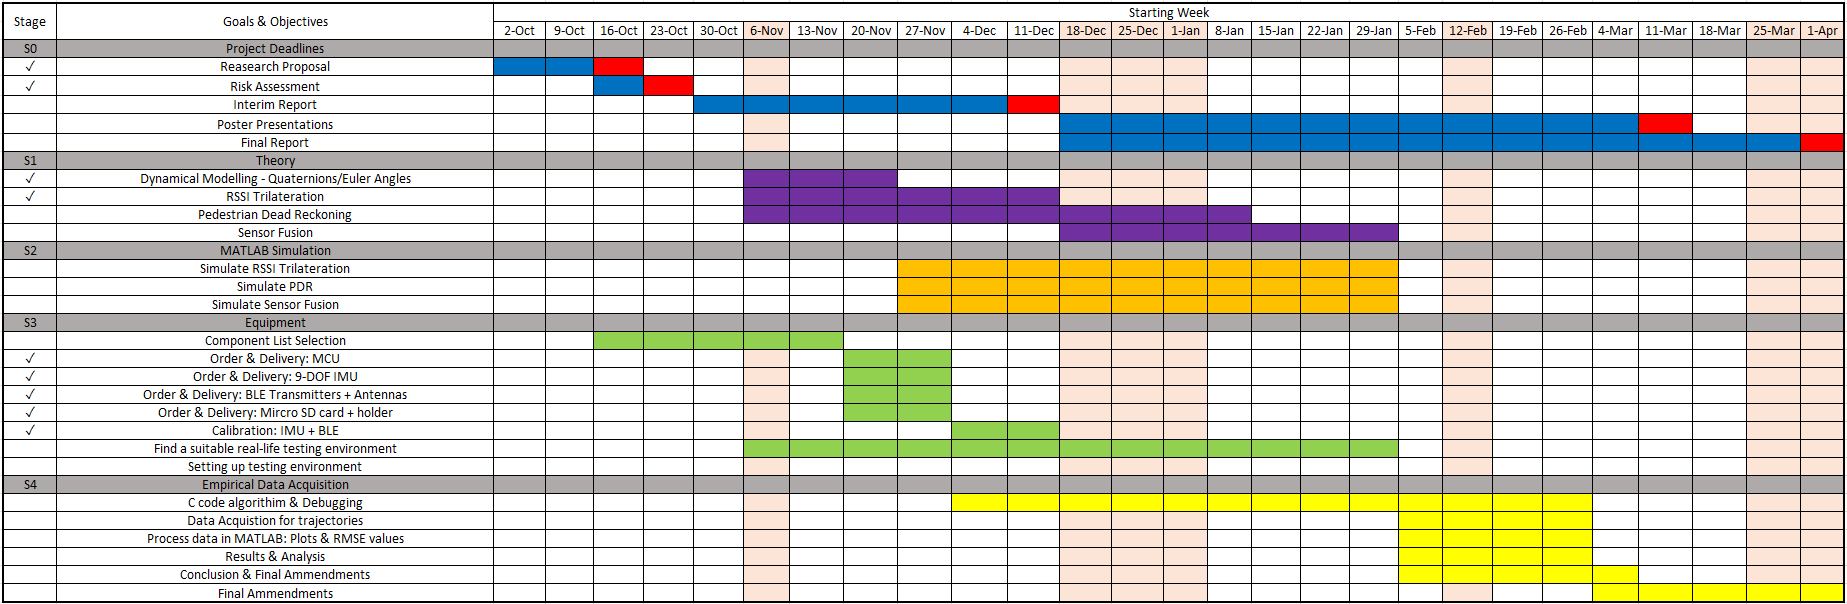 Stage Goals & Objectives Starting Week
2-Oct 9-Oct 16-Oct 23-Oct 30-Oct 6-Nov 13-Nov 20-Nov 27-Nov 4-Dec 11-Dec 18-Dec 25-Dec 1-Jan 8-Jan 15-Jan 22-Jan 29-Jan 5-Feb 12-Feb 19-Feb 26-Feb 4-Mar 11-Mar 18-Mar 25-Mar 1-Apr
S0 Project Deadlines
✓ Reasearch Proposal
✓ Risk Assessment
Interim Report
Poster Presentations
Final Report
S1 Theory
✓ Dynamical Modelling - Quaternions/Euler Angles
✓ RSSI Trilateration
Pedestrian Dead Reckoning
Sensor Fusion
S2 MATLAB Simulation
Simulate RSSI Trilateration
Simulate PDR
Simulate Sensor Fusion
S3 Equipment
Component List Selection
✓ Order & Delivery: MCU
✓ Order & Delivery: 9-DOF IMU
✓ Order & Delivery: BLE Transmitters + Antennas
✓ Order & Delivery: Mircro SD card + holder
✓ Calibration: IMU + BLE
Find a suitable real-life testing environment
Setting up testing environment
S4 Empirical Data Acquisition
C code algorithim & Debugging
Data Acquistion for trajectories
Process data in MATLAB: Plots & RMSE values
Results & Analysis
Conclusion & Final Ammendments
Final Ammendments